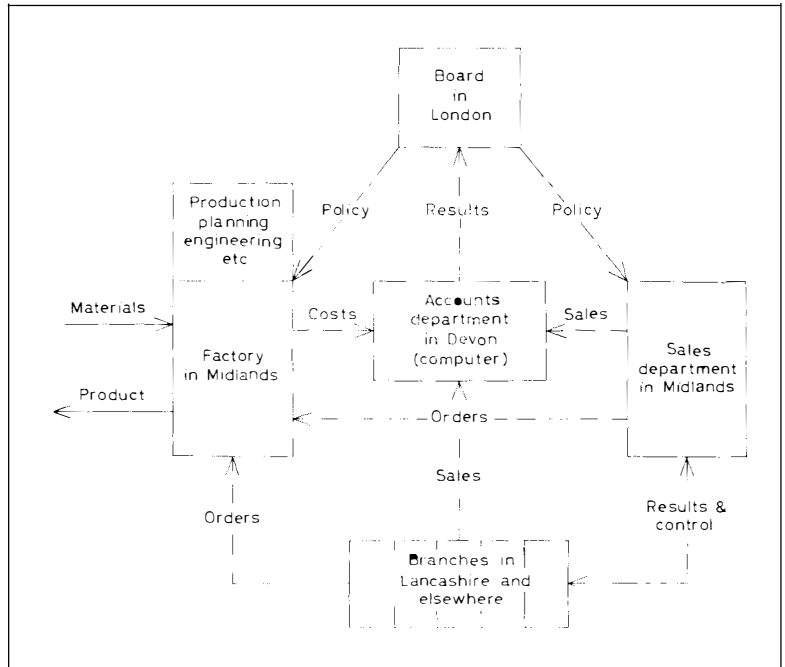 Board
in
London
Production
planning
engineering
etc
Policy
Results
Policy
Materials
Costs
Accounts
department
in Devon
(computer)
Sales
Factory
in Midlands
Sales
department
in Midlands
Product
Orders
Sales
Orders
Results &
control
Branches in
Lancashire and
elsewhere